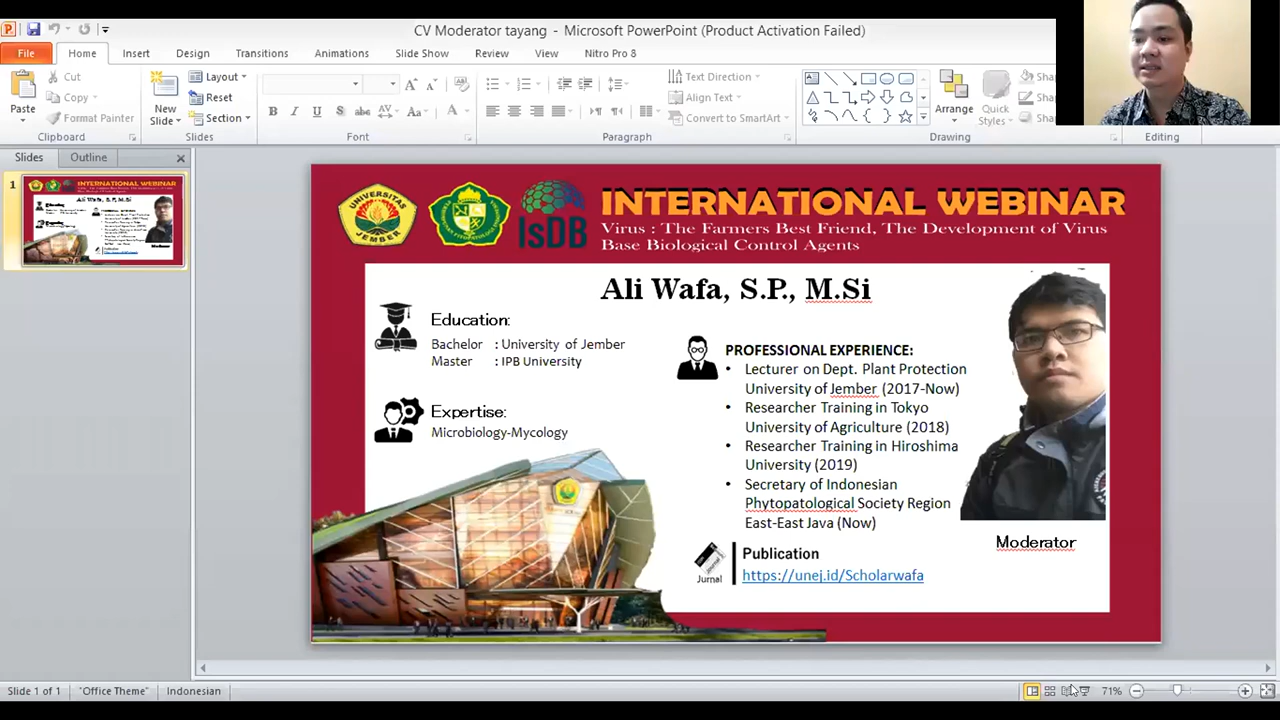 CV Moderator tayang - Microsoft PowerPoint (Product Activation Failed)
File Home Insert Design Transitions Animations Slide Show Review View Nitro Pro 8
Paste
Cut
Copy
Format Painter
Clipboard
New
Slide
Layout
Reset
Section
Slides
Font
Text Direction
Align Text
Convert to SmartArt
Paragraph
Arrange
Quick
Styles
Drawing
Editing
Slides Outline
1
UNIVERSITAS
JEMBER
INTERNATIONAL WEBINAR
Virus : The Farmers Best Friend, The Development of Virus
Base Biological Control Agents
Ali Wafa, S.P., M.Si
Education:
Bachelor : University of Jember
Master : IPB University
Expertise:
Microbiology-Mycology
PROFESSIONAL EXPERIENCE:
• Lecturer on Dept. Plant Protection
University of Jember (2017-Now)
• Researcher Training in Tokyo
University of Agriculture (2018)
• Researcher Training in Hiroshima
University (2019)
• Secretary of Indonesian
Phytopatological Society Region
East-East Java (Now)
Moderator
Jurnal
Publication
https://unej.id/Scholarwafa
Slide 1 of 1 "Office Theme" Indonesian 71%